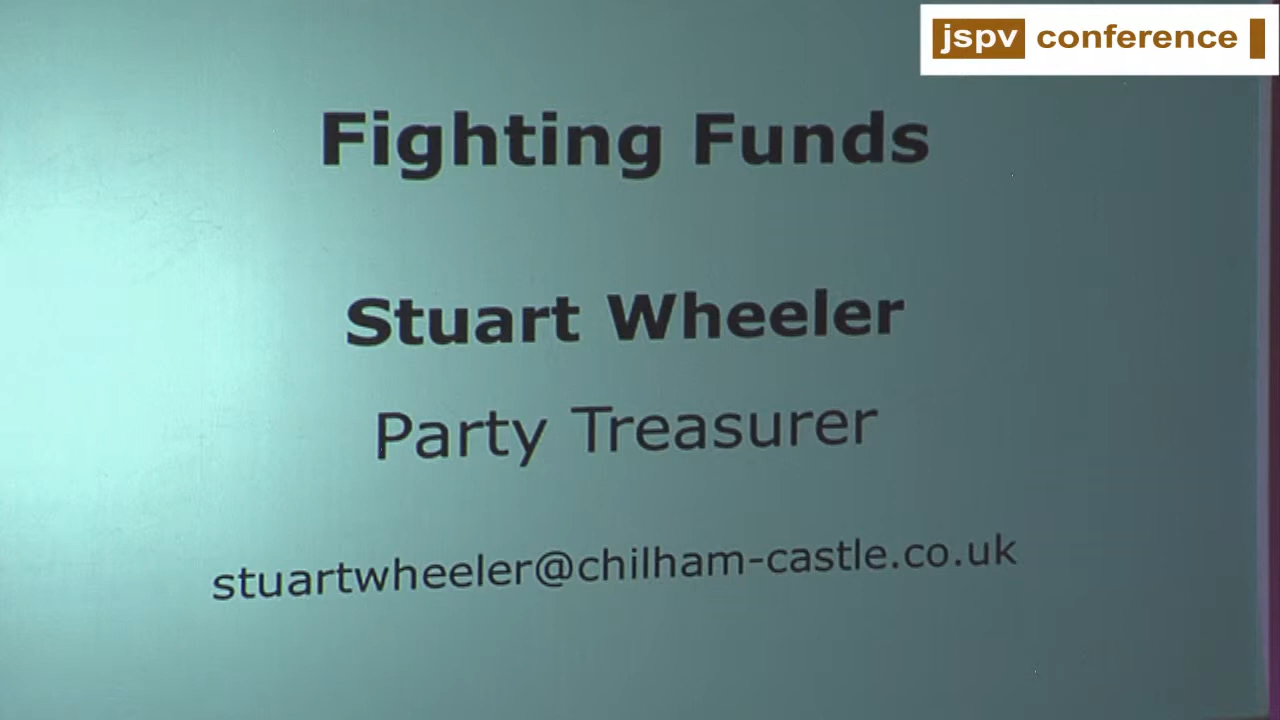 jspv conference
Fighting Funds
Stuart Wheeler
Party Treasurer
stuartwheeler@chilham-castle.co.uk